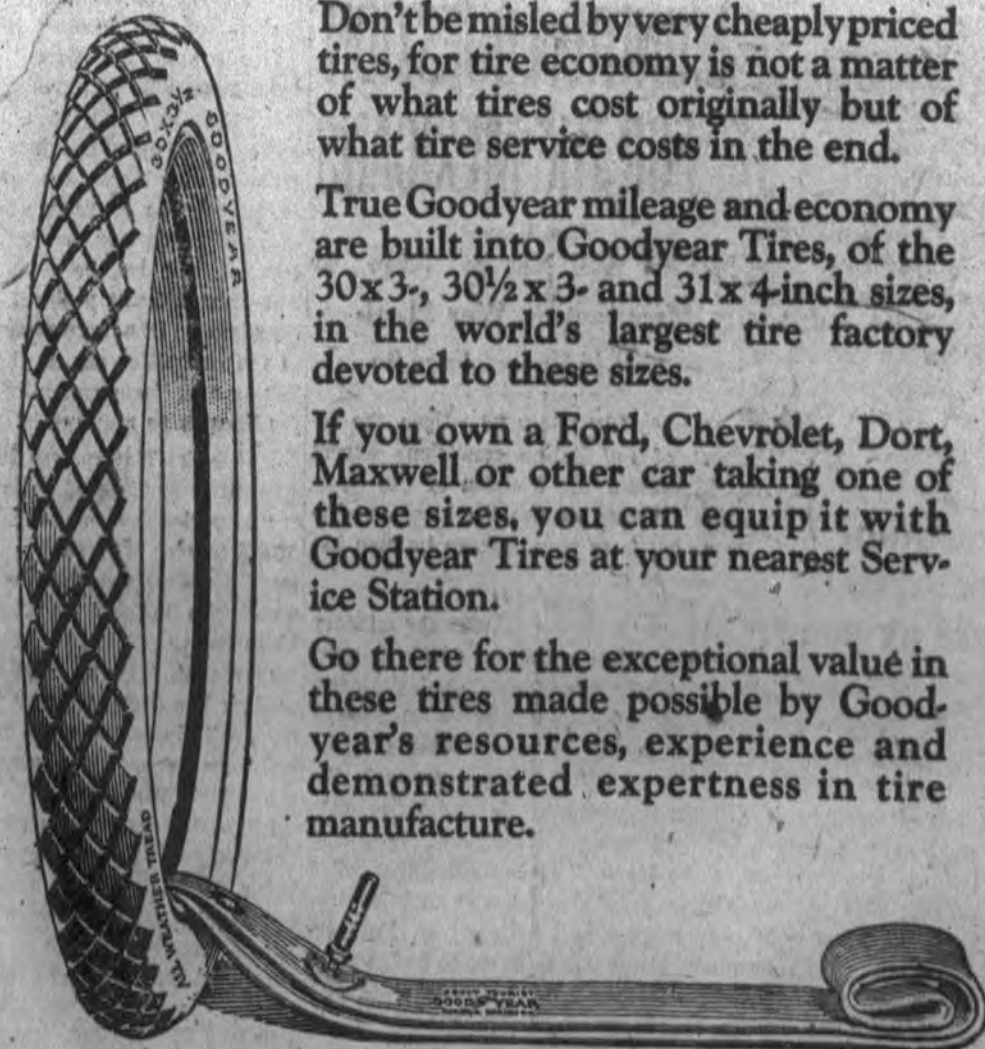 Don't be misled by very cheaply priced
tires, for tire economy is not a matter
of what tires cost originally but of
what tire service costs in the end.
True Goodyear mileage and economy
are built into Goodyear Tires, of the
30x3-, 30½x3- and 31x4-inch sizes,
in the world's largest tire factory
devoted to these sizes.
If you own a Ford, Chevrolet, Dort,
Maxwell or other car taking one of
these sizes, you can equip it with
Goodyear Tires at your nearest Serv-
ice Station.
Go there for the exceptional value in
these tires made possible by Good-
year's resources, experience and
demonstrated expertness in tire
manufacture.
30X3½
GOODYEAR
ALL WEATHER TREAD
GOOD YEAR